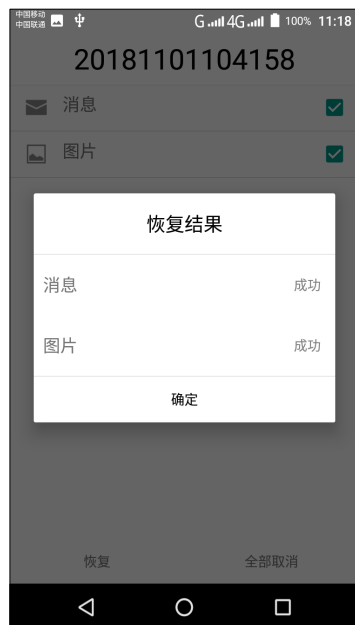 中国移动
中国联通
G 4G 100% 11:18
20181101104158
消息
图片
恢复结果
消息 成功
图片 成功
确定
恢复 全部取消